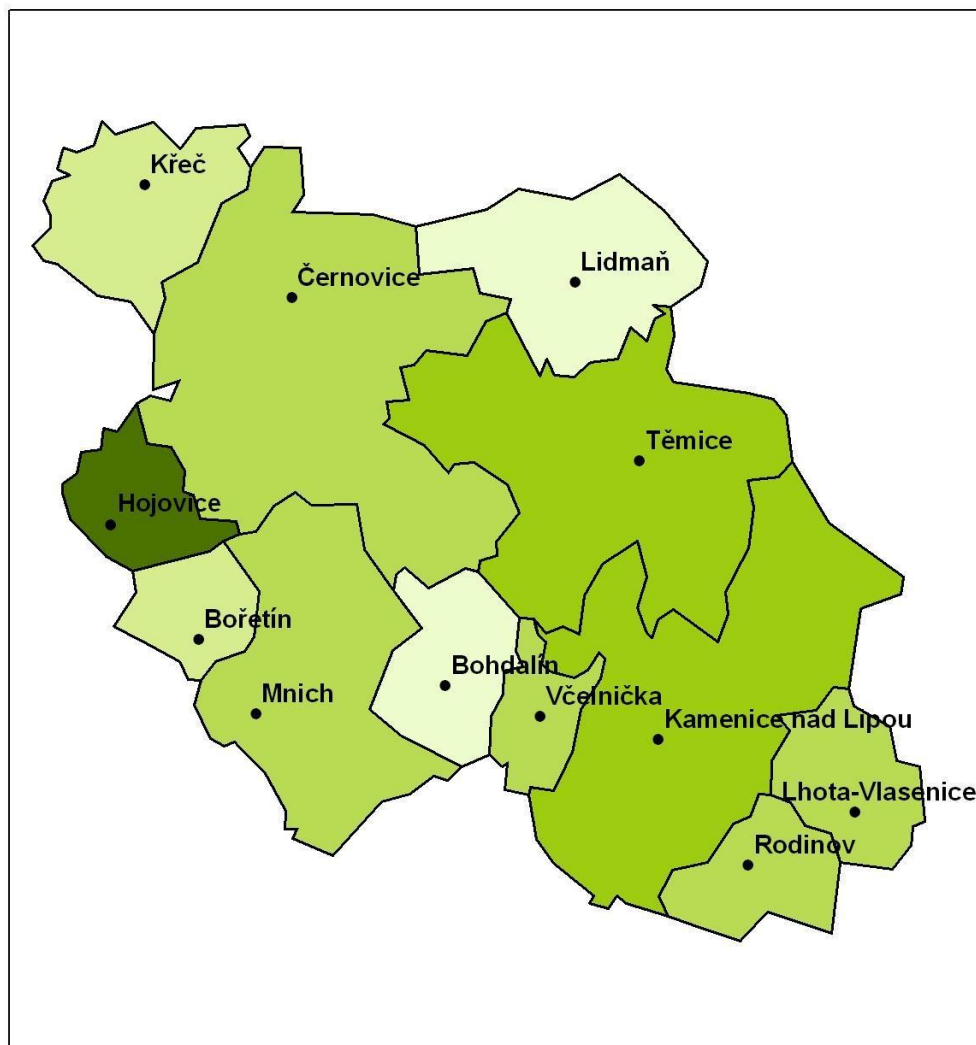 Křeč
Lidmaň
Černovice
Těmice
Hojovice
Bořetín
Bohdalín
Mnich
Včelnička
Kamenice nad Lipou
Lhota-Vlasenice
Rodinov